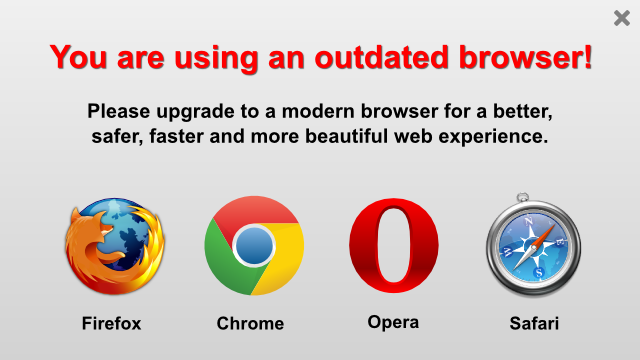 You are using an outdated browser!
Please upgrade to a modern browser for a better,
safer, faster and more beautiful web experience.
N
E
S
W
Firefox
Chrome
Opera
Safari